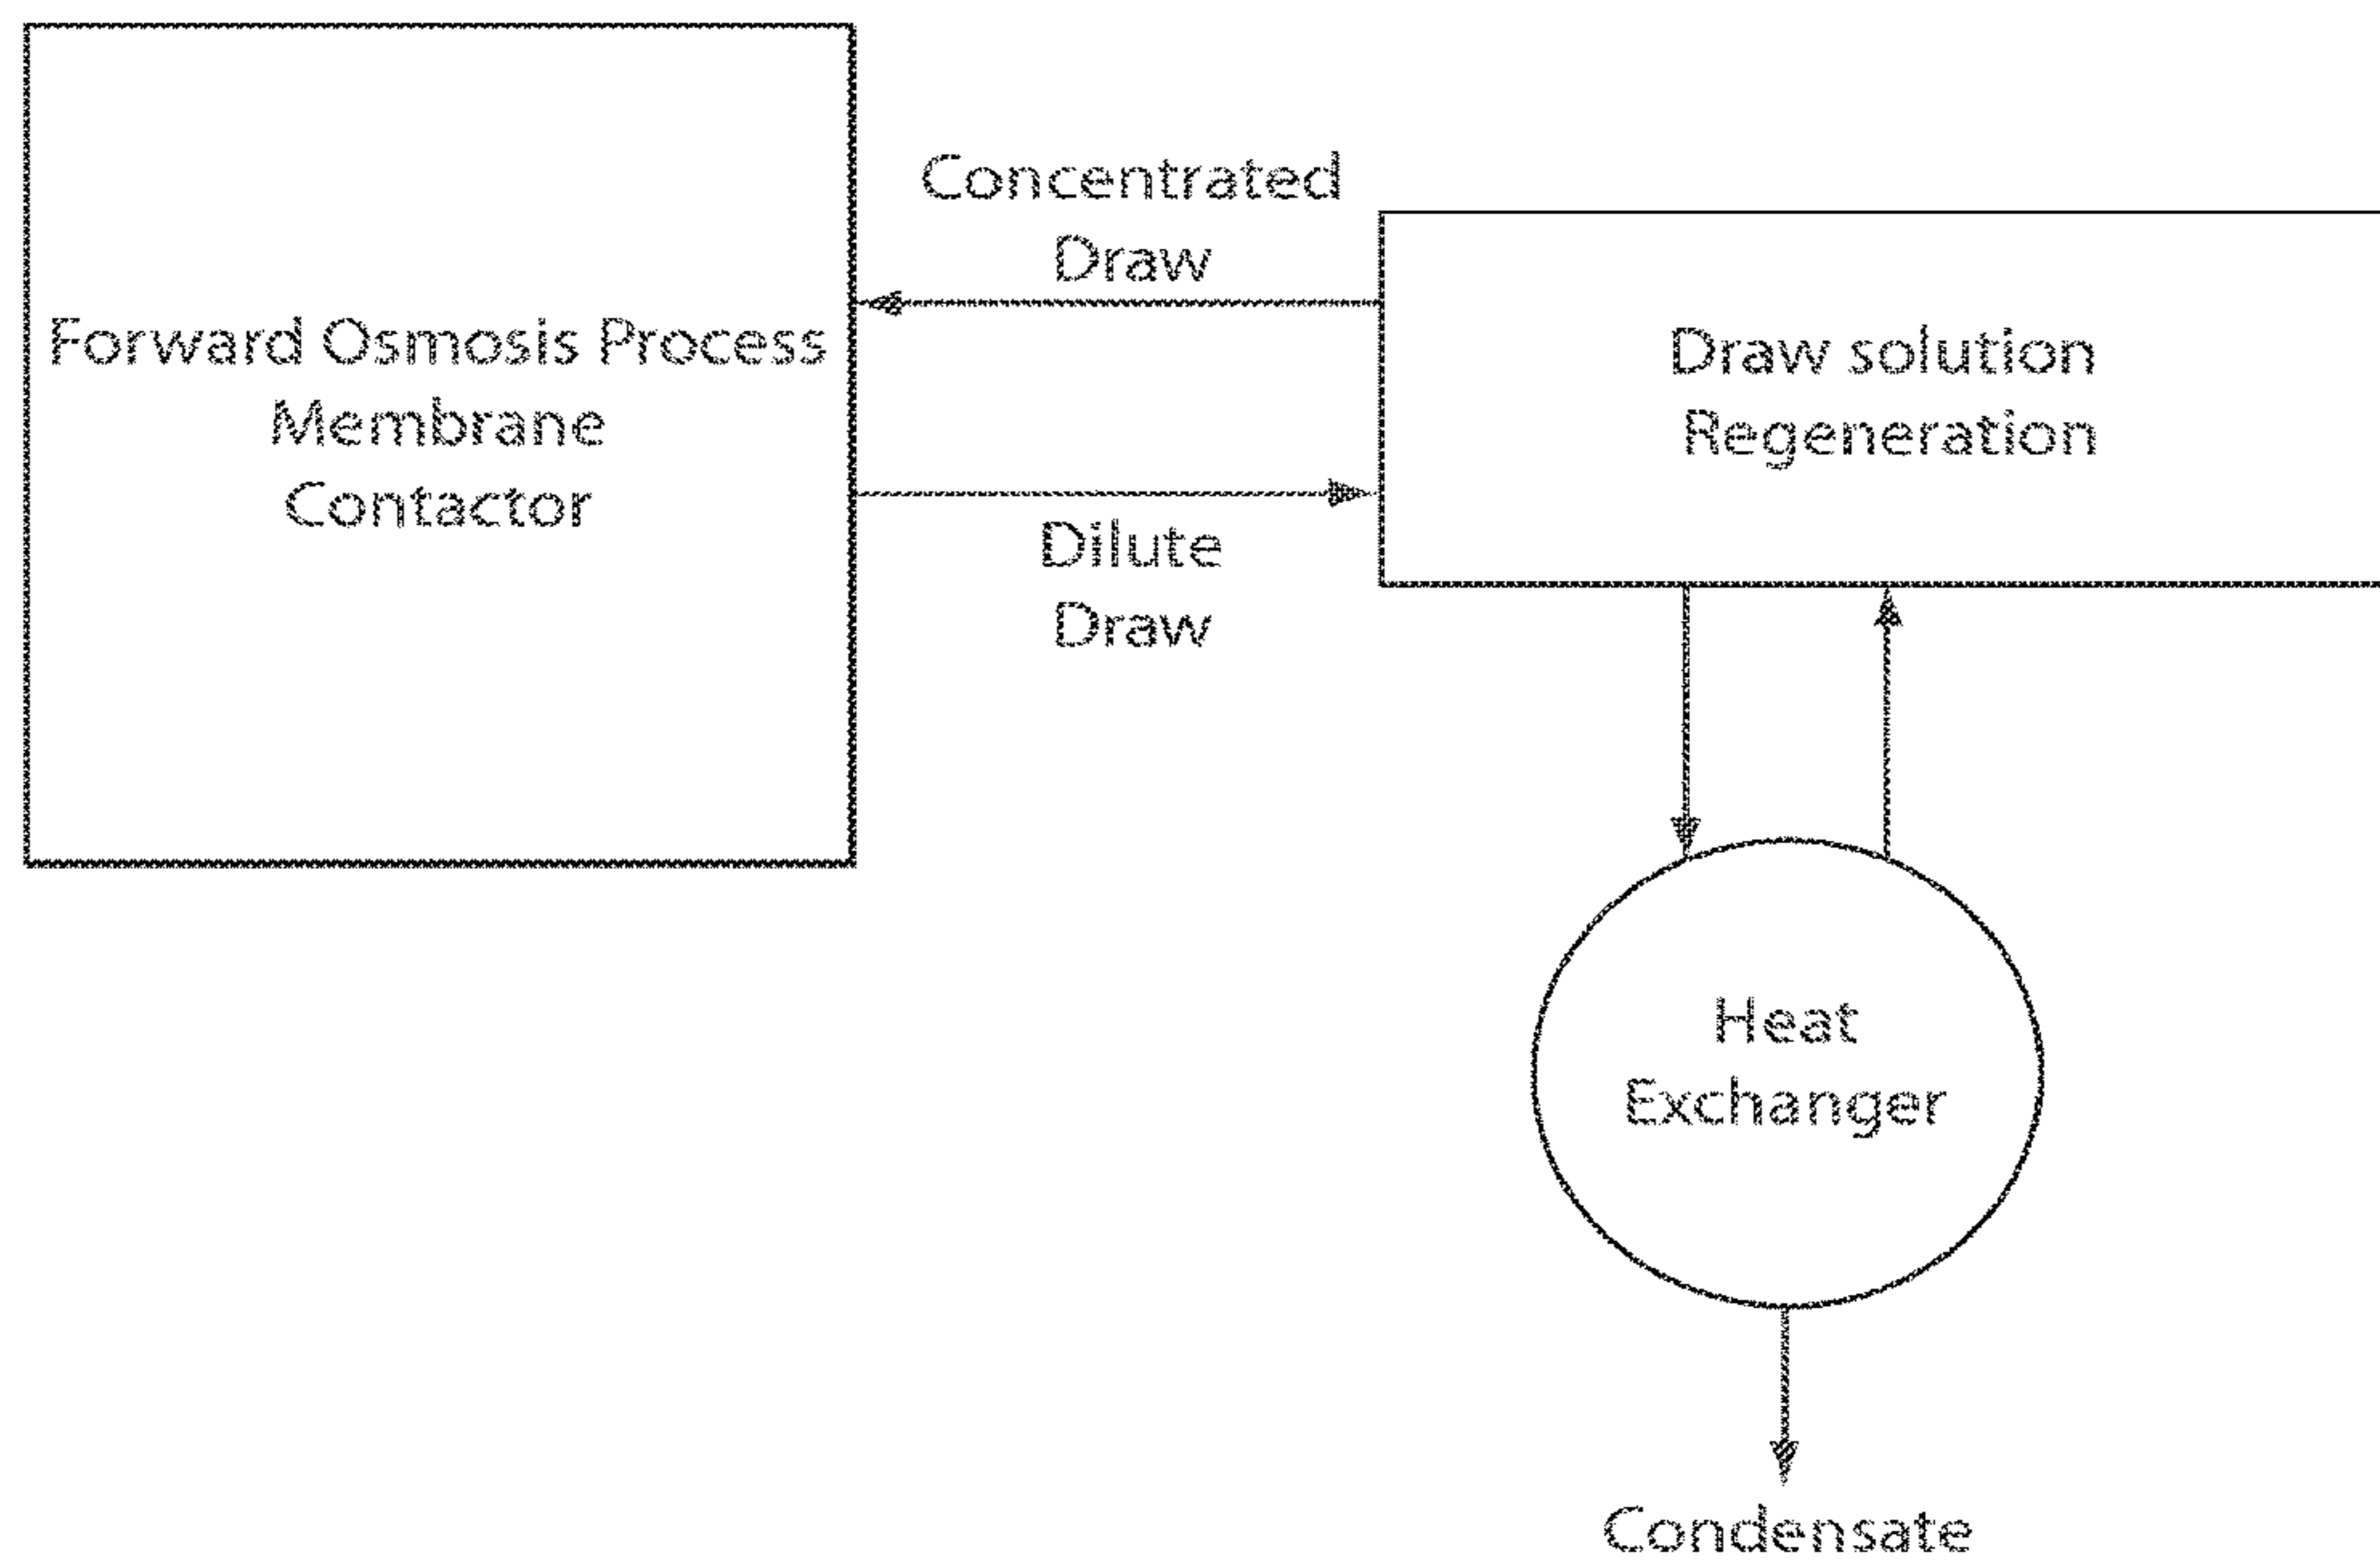 Concentrated
Draw
Forward Osmosis Process
Membrane
Contactor
Draw solution
Regeneration
Dilute
Draw
Heat
Exchanger
Condensate